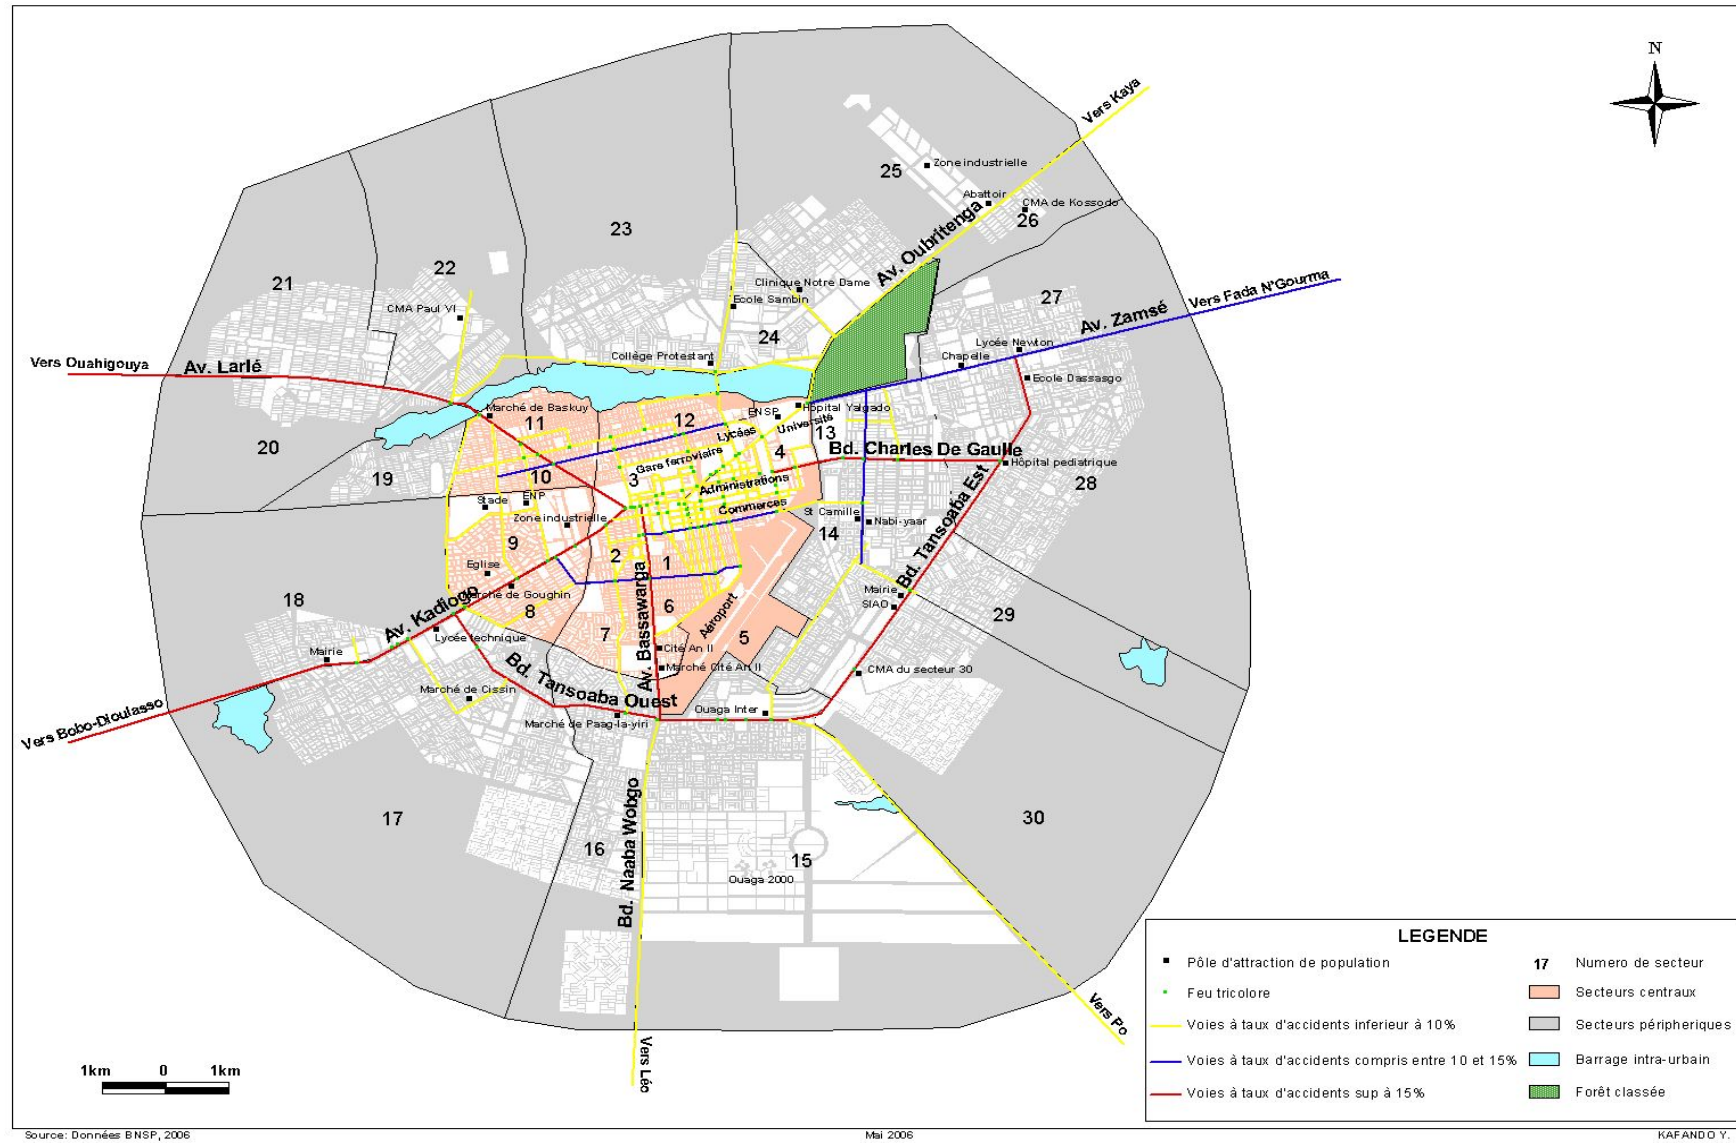 N
Vers Kaya
25
Zone industrielle
Abattoir
CMA de Kossodo
26
Av. Oubritenga
23
22
21
CMA Paul VI
Clinique Notre Dame
Ecole Sambin
24
27
Vers Fada N'Gourma
Av. Zamsé
Lycée Newton
Chapelle
Ecole Dassasgo
Collège Protestant
Vers Ouahigouya
Av. Larlé
Marché de Baskuy
11
12
ENSP
Hôpital Yalgado
Lycées
Université
13
20
19
Gare ferroviaire
4
Bd. Charles De Gaulle
Hôpital pediatrique
28
10
3
Administrations
Stade
ENP
Commerces
Zone industrielle
St Camille
Nabi-yaar
14
Bd. Tansoaba Est
9
2
1
Eglise
Marché de Goughin
18
Av. Kadiogo
8
6
Mairie
SIAO
29
7
Av. Bassawarga
Aéroport
5
Lycée technique
Mairie
Cité An II
Marché Cité An II
CMA du secteur 30
Bd. Tansoaba Ouest
Marché de Cissin
Vers Bobo-Dioulasso
Marché de Paag-la-yiri
Ouaga Inter
17
16
Bd. Naaba Wobgo
15
30
Ouaga 2000
Vers Po
Vers Léo
1km 0 1km
LEGENDE
Pôle d'attraction de population
17 Numero de secteur
Feu tricolore
Secteurs centraux
Voies à taux d'accidents inferieur à 10%
Secteurs péripheriques
Voies à taux d'accidents compris entre 10 et 15%
Barrage intra-urbain
Voies à taux d'accidents sup à 15%
Forêt classée
Source: Données BNSP, 2006
Mai 2006
KAFANDO Y.